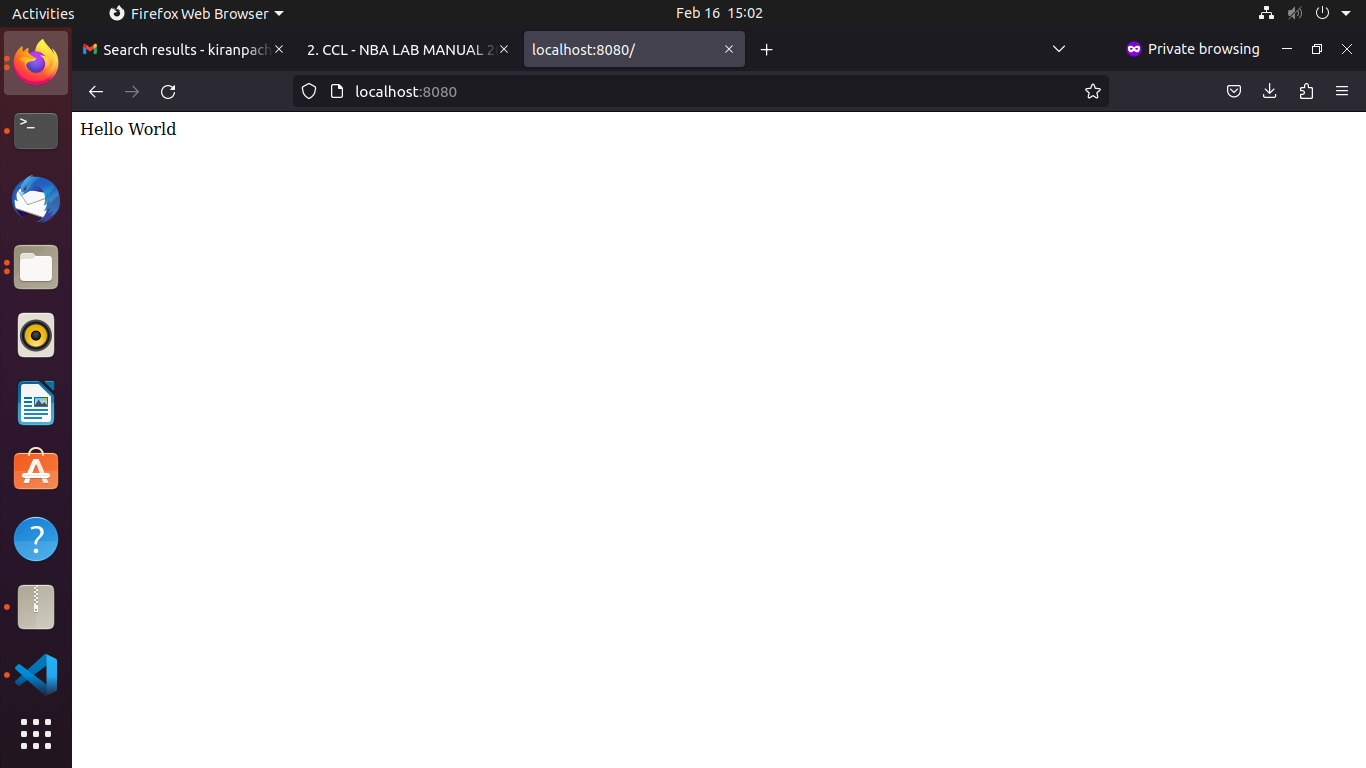 Activities Firefox Web Browser Feb 16 15:02
Search results - kiranpach 2. CCL - NBA LAB MANUAL 2 localhost:8080/ Private browsing
localhost:8080
Hello World